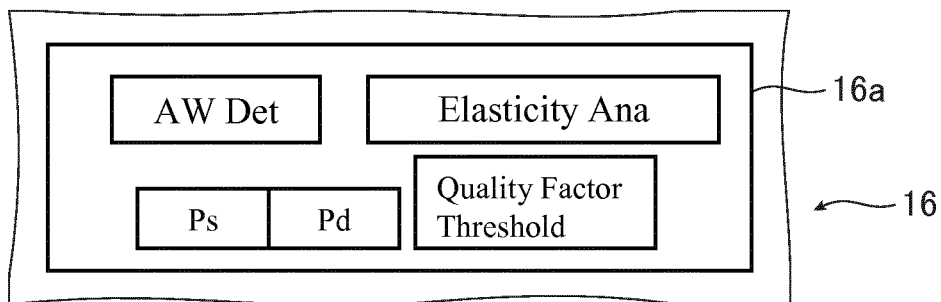 AW Det
Elasticity Ana
16a
Ps
Pd
Quality Factor
Threshold
16